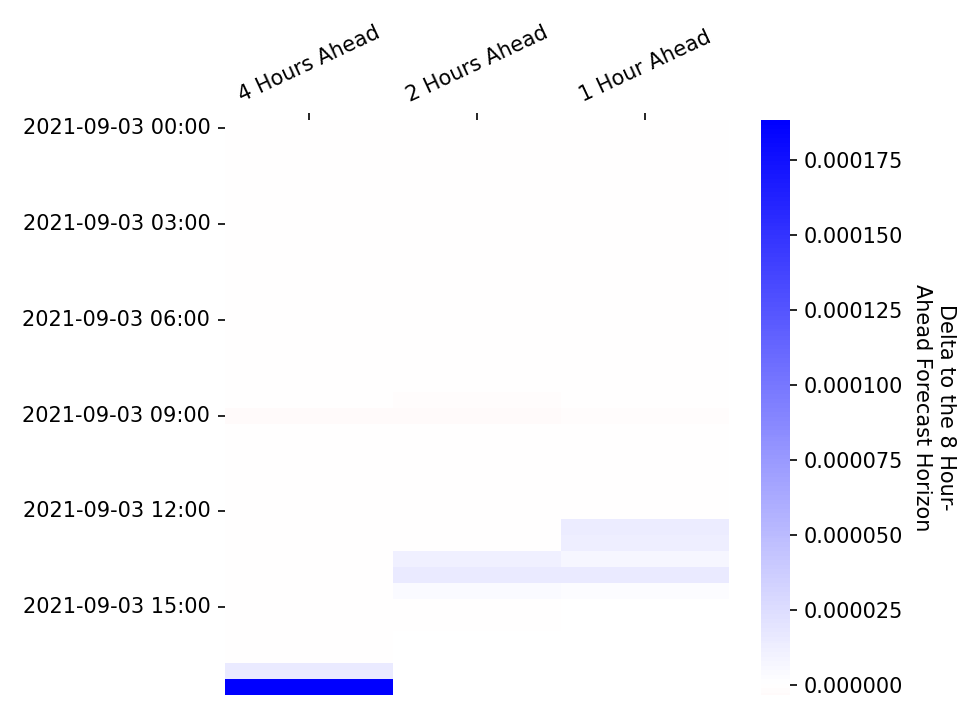 4 Hours Ahead
2 Hours Ahead
1 Hour Ahead
2021-09-03 00:00
2021-09-03 03:00
2021-09-03 06:00
2021-09-03 09:00
2021-09-03 12:00
2021-09-03 15:00
0.000175
0.000150
0.000125
0.000100
0.000075
0.000050
0.000025
0.000000
Delta to the 8 Hour-
Ahead Forecast Horizon